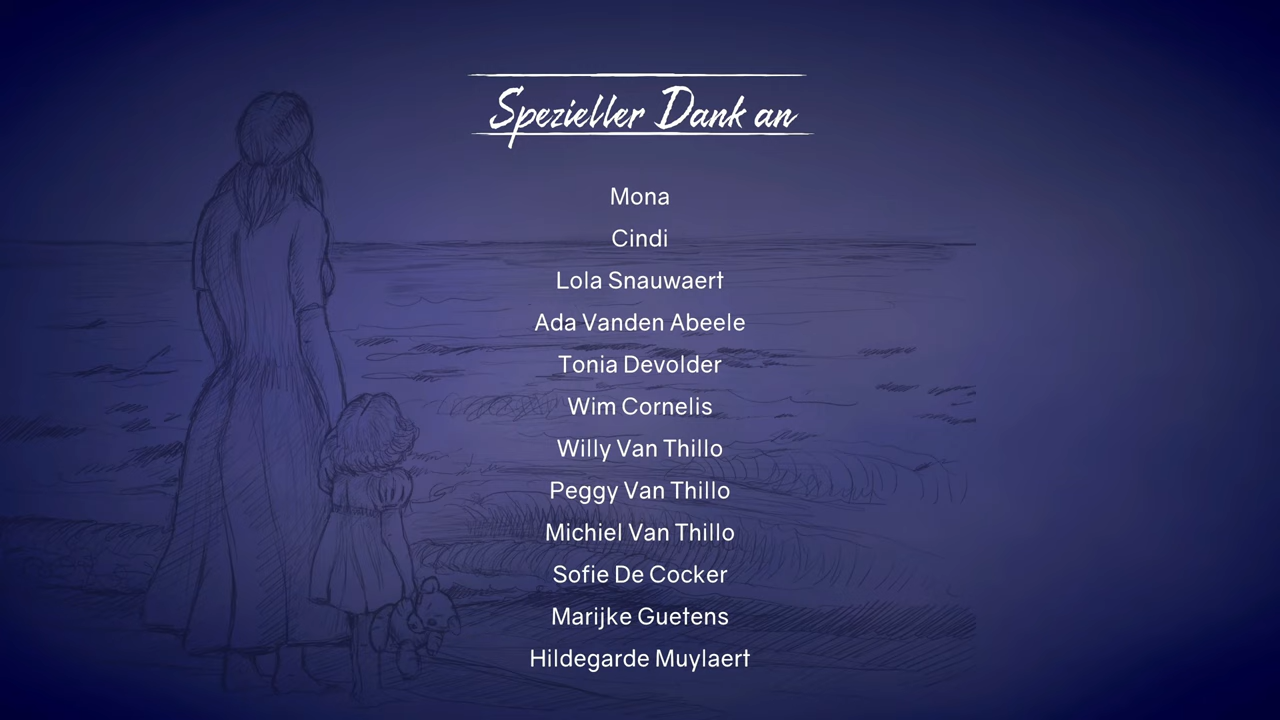 Spezieller Dank an
Mona
Cindi
Lola Snauwaert
Ada Vanden Abeele
Tonia Devolder
Wim Cornelis
Willy Van Thillo
Peggy Van Thillo
Michiel Van Thillo
Sofie De Cocker
Marijke Guetens
Hildegarde Muylaert